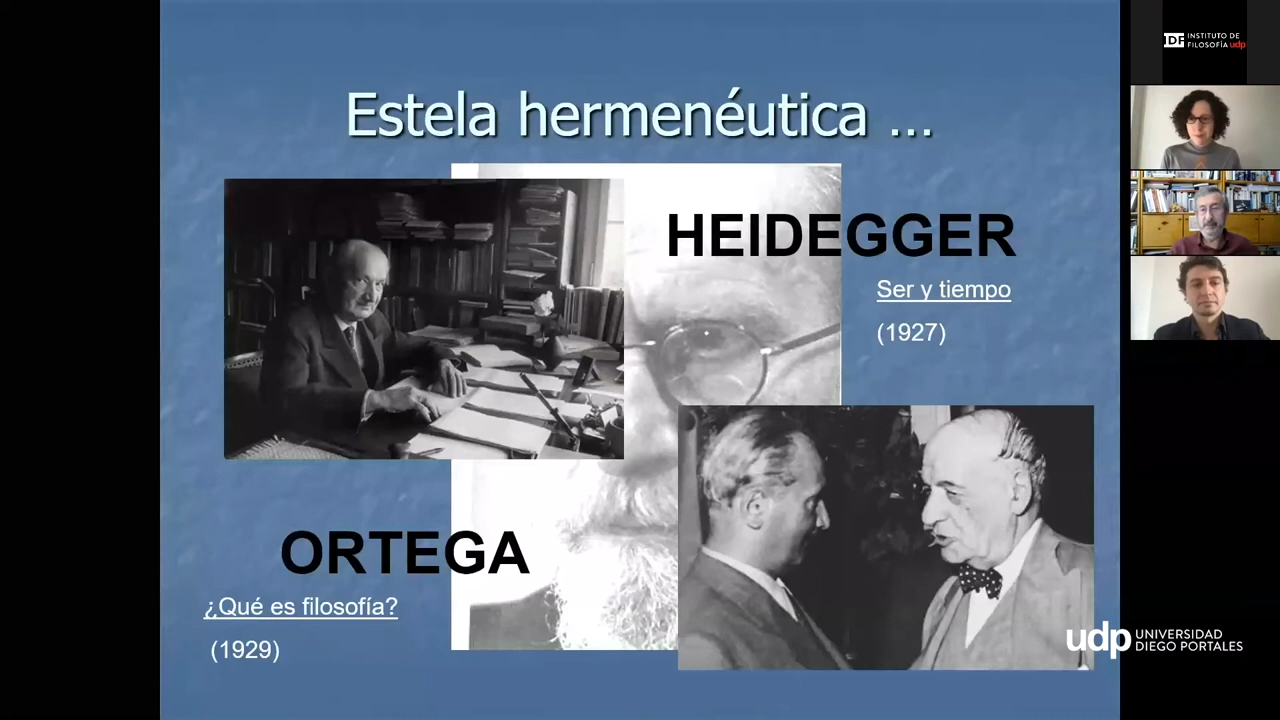 Estela hermenéutica ...
HEIDEGGER
Ser y tiempo
(1927)
ORTEGA
¿Qué es filosofía?
(1929)
IDF INSTITUTO DE
FILOSOFÍA udp
udp UNIVERSIDAD
DIEGO PORTALES